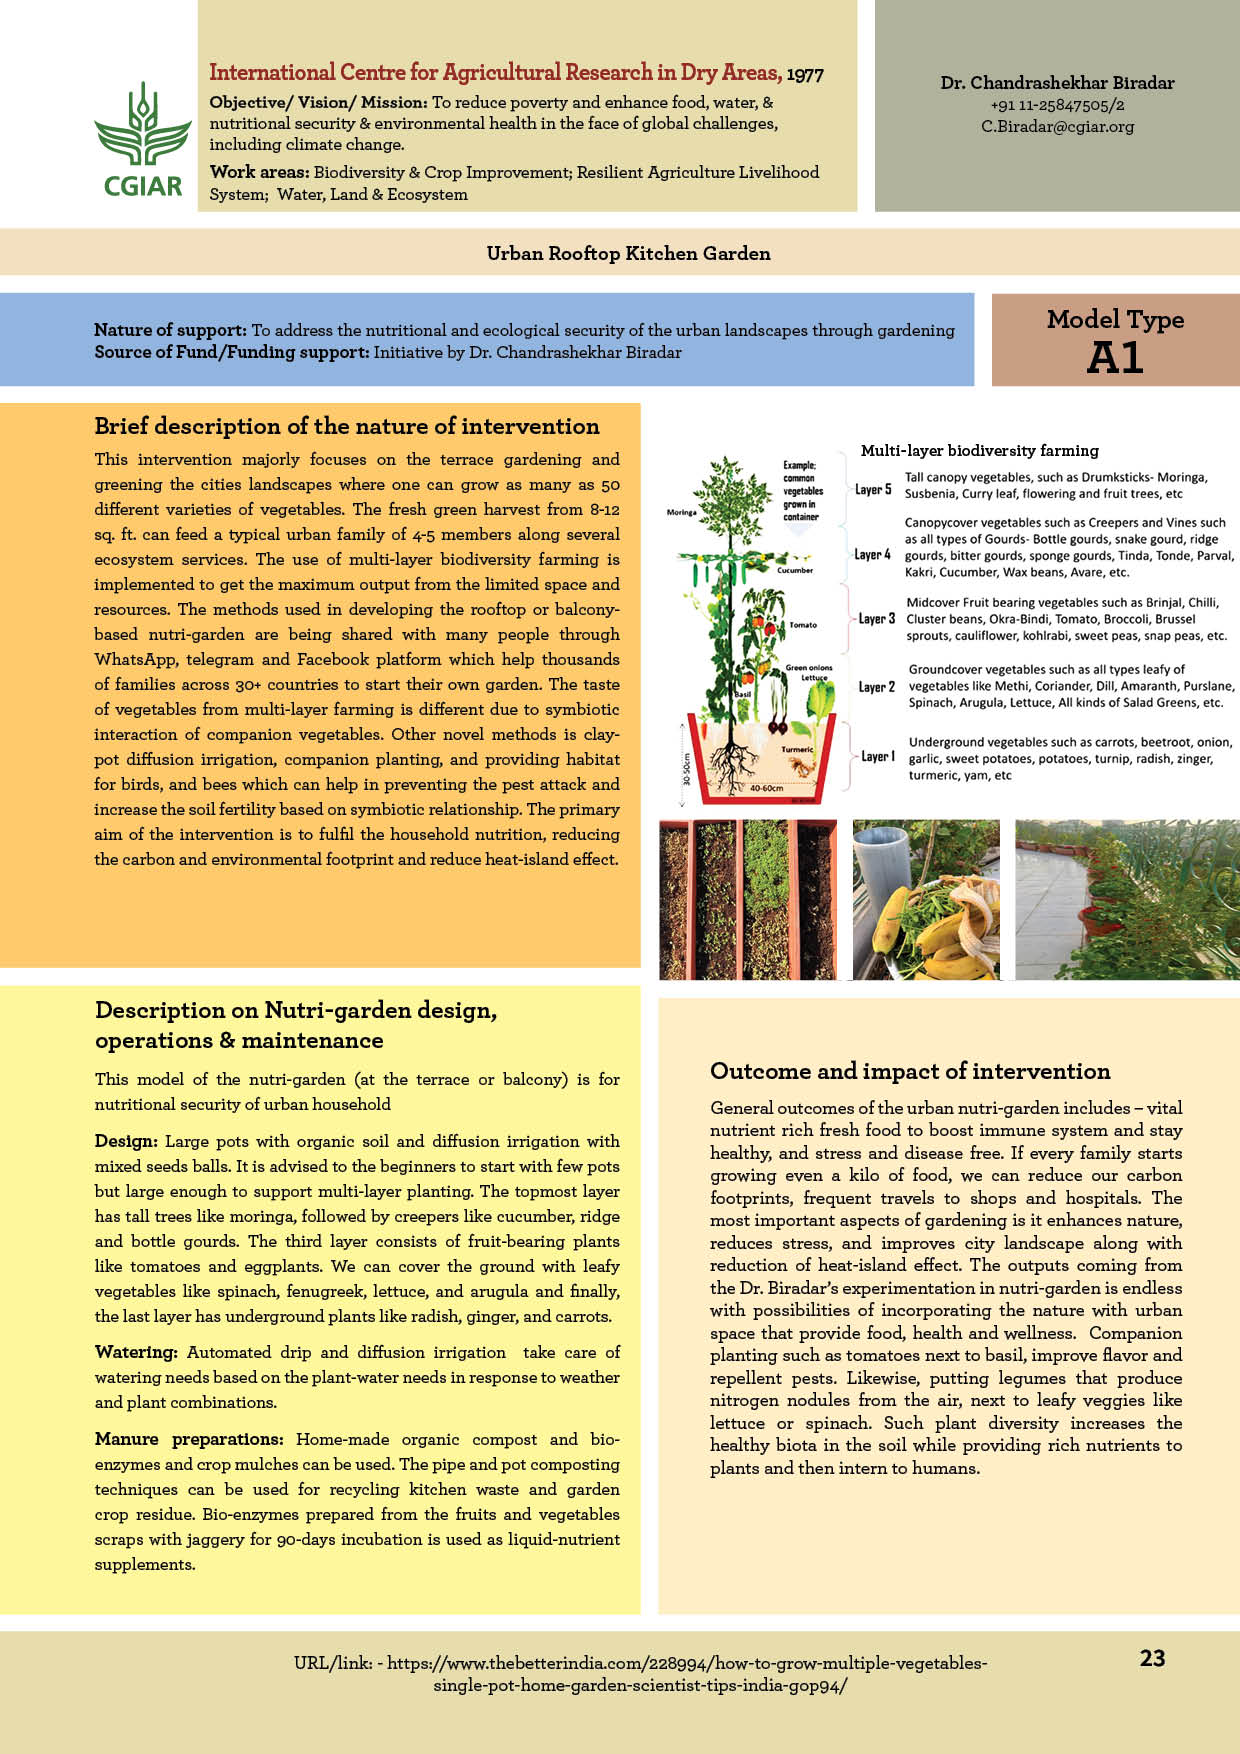 CGIAR
International Centre for Agricultural Research in Dry Areas, 1977
Objective/ Vision/ Mission: To reduce poverty and enhance food, water, &
nutritional security & environmental health in the face of global challenges,
including climate change.
Work areas: Biodiversity & Crop Improvement; Resilient Agriculture Livelihood
System; Water, Land & Ecosystem
Dr. Chandrashekhar Biradar
+91 11-25847505/2
C.Biradar@cgiar.org
Urban Rooftop Kitchen Garden
Nature of support: To address the nutritional and ecological security of the urban landscapes through gardening
Source of Fund/Funding support: Initiative by Dr. Chandrashekhar Biradar
Model Type
A1
Brief description of the nature of intervention
This intervention majorly focuses on the terrace gardening and
greening the cities landscapes where one can grow as many as 50
different varieties of vegetables. The fresh green harvest from 8-12
sq. ft. can feed a typical urban family of 4-5 members along several
ecosystem services. The use of multi-layer biodiversity farming is
implemented to get the maximum output from the limited space and
resources. The methods used in developing the rooftop or balcony-
based nutri-garden are being shared with many people through
WhatsApp, telegram and Facebook platform which help thousands
of families across 30+ countries to start their own garden. The taste
of vegetables from multi-layer farming is different due to symbiotic
interaction of companion vegetables. Other novel methods is clay-
pot diffusion irrigation, companion planting, and providing habitat
for birds, and bees which can help in preventing the pest attack and
increase the soil fertility based on symbiotic relationship. The primary
aim of the intervention is to fulfil the household nutrition, reducing
the carbon and environmental footprint and reduce heat-island effect.
Multi-layer biodiversity farming
Example;
common
vegetables
grown in
container
Moringa
Cucumber
Tomato
Green onions
Lettuce
Basil
Turmeric
30-50cm
40-60cm
Layer 5
Tall canopy vegetables, such as Drumksticks- Moringa,
Susbenia, Curry leaf, flowering and fruit trees, etc
Layer 4
Canopycover vegetables such as Creepers and Vines such
as all types of Gourds- Bottle gourds, snake gourd, ridge
gourds, bitter gourds, sponge gourds, Tinda, Tonde, Parval,
Kakri, Cucumber, Wax beans, Avare, etc.
Layer 3
Midcover Fruit bearing vegetables such as Brinjal, Chilli,
Cluster beans, Okra-Bindi, Tomato, Broccoli, Brussel
sprouts, cauliflower, kohlrabi, sweet peas, snap peas, etc.
Layer 2
Groundcover vegetables such as all types leafy of
vegetables like Methi, Coriander, Dill, Amaranth, Purslane,
Spinach, Arugula, Lettuce, All kinds of Salad Greens, etc.
Layer 1
Underground vegetables such as carrots, beetroot, onion,
garlic, sweet potatoes, potatoes, turnip, radish, zinger,
turmeric, yam, etc
Description on Nutri-garden design,
operations & maintenance
This model of the nutri-garden (at the terrace or balcony) is for
nutritional security of urban household
Design: Large pots with organic soil and diffusion irrigation with
mixed seeds balls. It is advised to the beginners to start with few pots
but large enough to support multi-layer planting. The topmost layer
has tall trees like moringa, followed by creepers like cucumber, ridge
and bottle gourds. The third layer consists of fruit-bearing plants
like tomatoes and eggplants. We can cover the ground with leafy
vegetables like spinach, fenugreek, lettuce, and arugula and finally,
the last layer has underground plants like radish, ginger, and carrots.
Watering: Automated drip and diffusion irrigation take care of
watering needs based on the plant-water needs in response to weather
and plant combinations.
Manure preparations: Home-made organic compost and bio-
enzymes and crop mulches can be used. The pipe and pot composting
techniques can be used for recycling kitchen waste and garden
crop residue. Bio-enzymes prepared from the fruits and vegetables
scraps with jaggery for 90-days incubation is used as liquid-nutrient
supplements.
Outcome and impact of intervention
General outcomes of the urban nutri-garden includes – vital
nutrient rich fresh food to boost immune system and stay
healthy, and stress and disease free. If every family starts
growing even a kilo of food, we can reduce our carbon
footprints, frequent travels to shops and hospitals. The
most important aspects of gardening is it enhances nature,
reduces stress, and improves city landscape along with
reduction of heat-island effect. The outputs coming from
the Dr. Biradar's experimentation in nutri-garden is endless
with possibilities of incorporating the nature with urban
space that provide food, health and wellness. Companion
planting such as tomatoes next to basil, improve flavor and
repellent pests. Likewise, putting legumes that produce
nitrogen nodules from the air, next to leafy veggies like
lettuce or spinach. Such plant diversity increases the
healthy biota in the soil while providing rich nutrients to
plants and then intern to humans.
URL/link: - https://www.thebetterindia.com/228994/how-to-grow-multiple-vegetables-
single-pot-home-garden-scientist-tips-india-gop94/
23